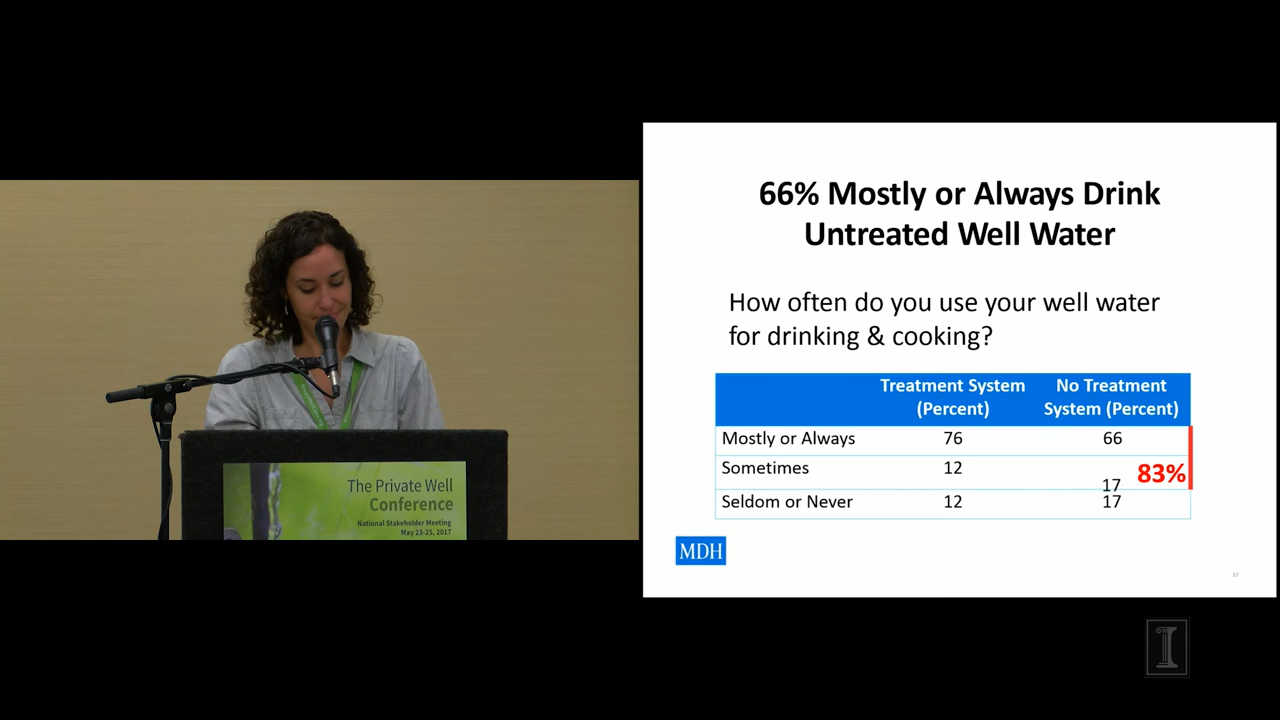 The Private Well
Conference
National Stakeholder Meeting
May 23-25, 2017
66% Mostly or Always Drink
Untreated Well Water
How often do you use your well water
for drinking & cooking?
Treatment System
(Percent)
No Treatment
System (Percent)
Mostly or Always 76 66
Sometimes 12 17 83%
Seldom or Never 12 17
MDH
17
I